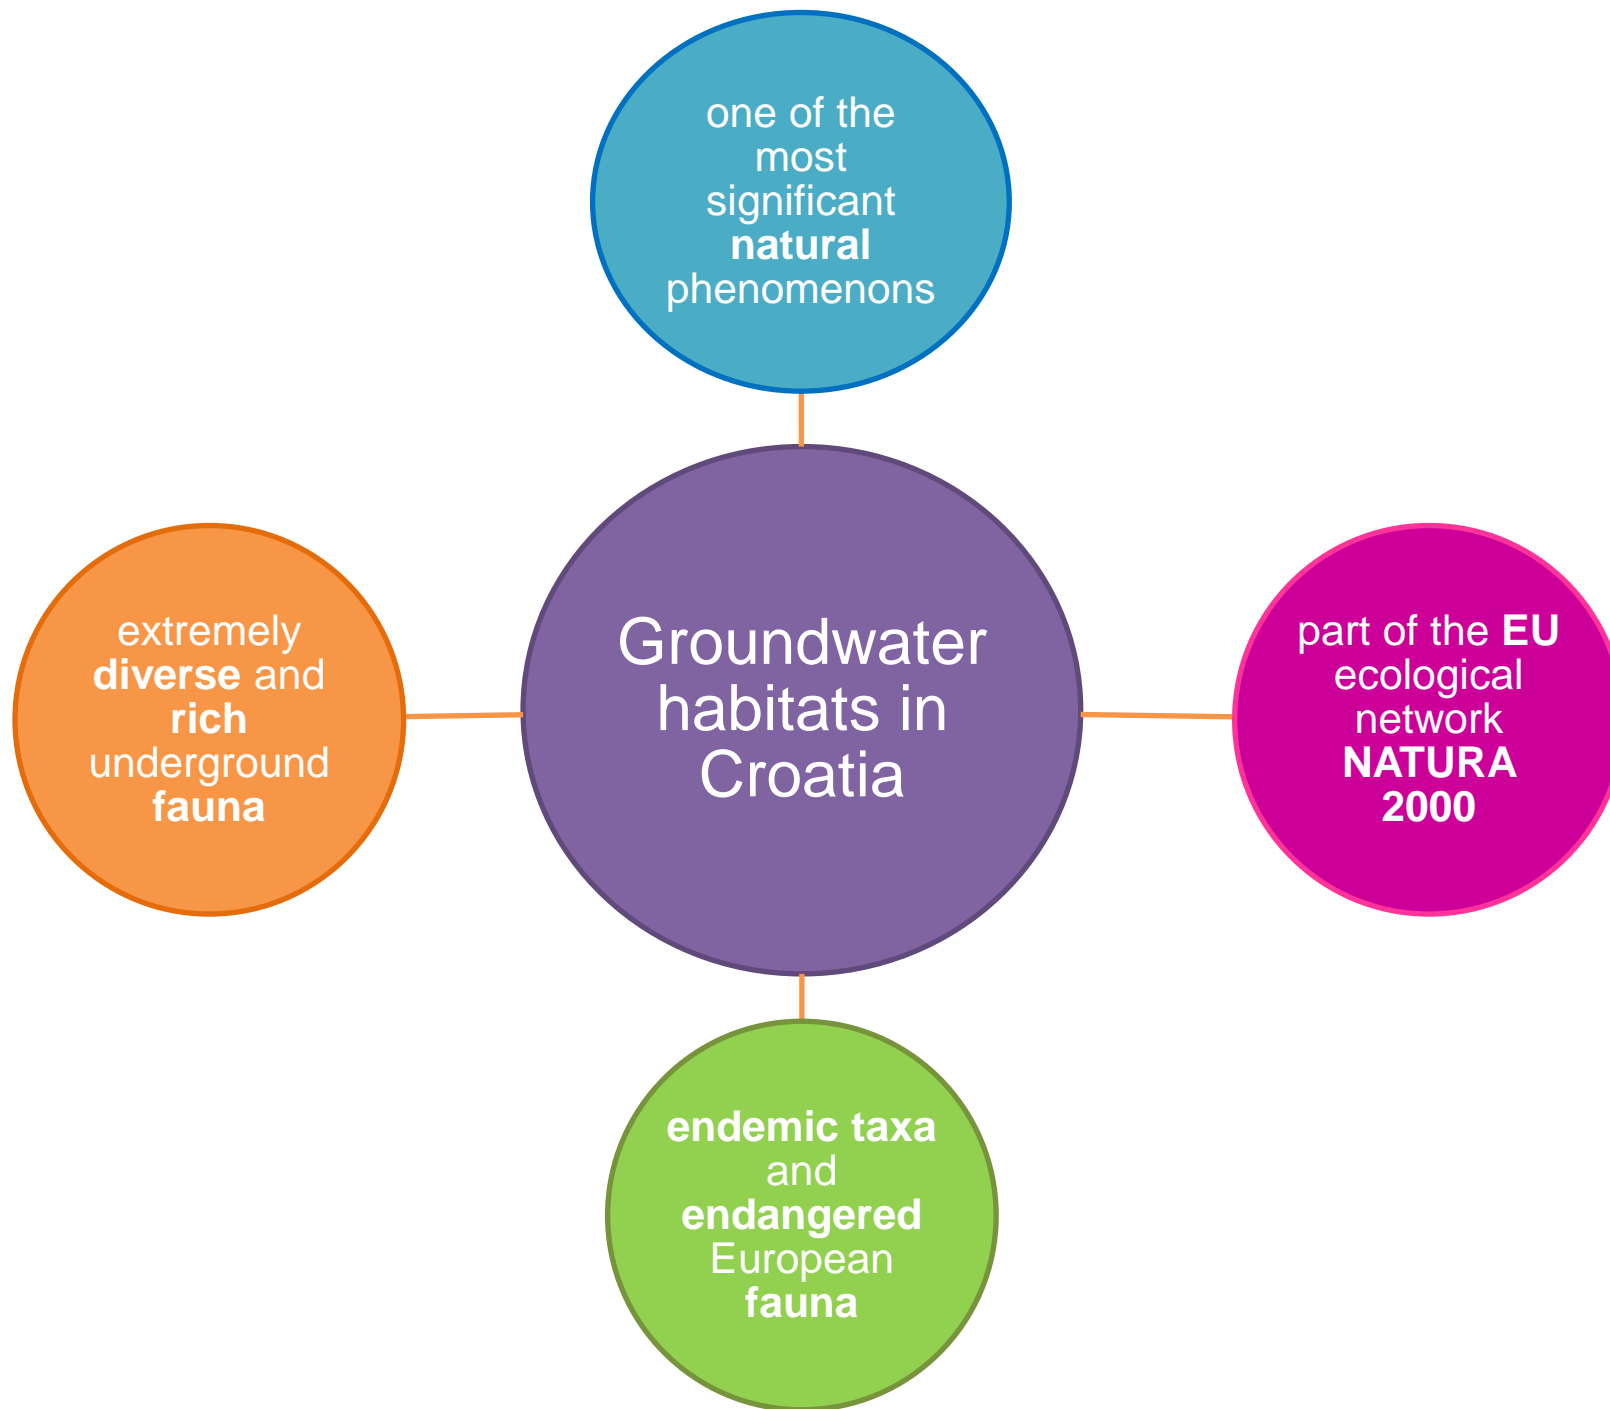 one of the
most
significant
natural
phenomenons
extremely
diverse and
rich
underground
fauna
Groundwater
habitats in
Croatia
part of the EU
ecological
network
NATURA
2000
endemic taxa
and
endangered
European
fauna